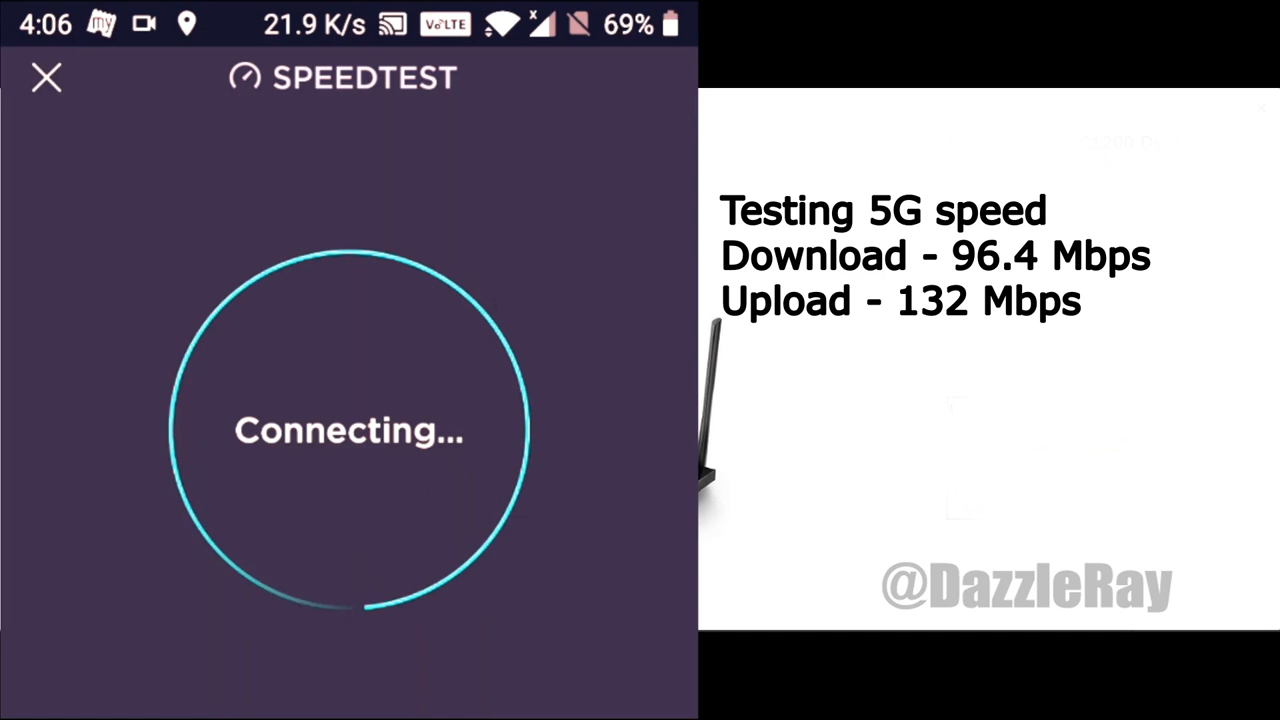 4:06 my 21.9 K/s VoLTE x 69%
SPEEDTEST
Connecting...
Testing 5G speed
Download - 96.4 Mbps
Upload - 132 Mbps
@DazzleRay